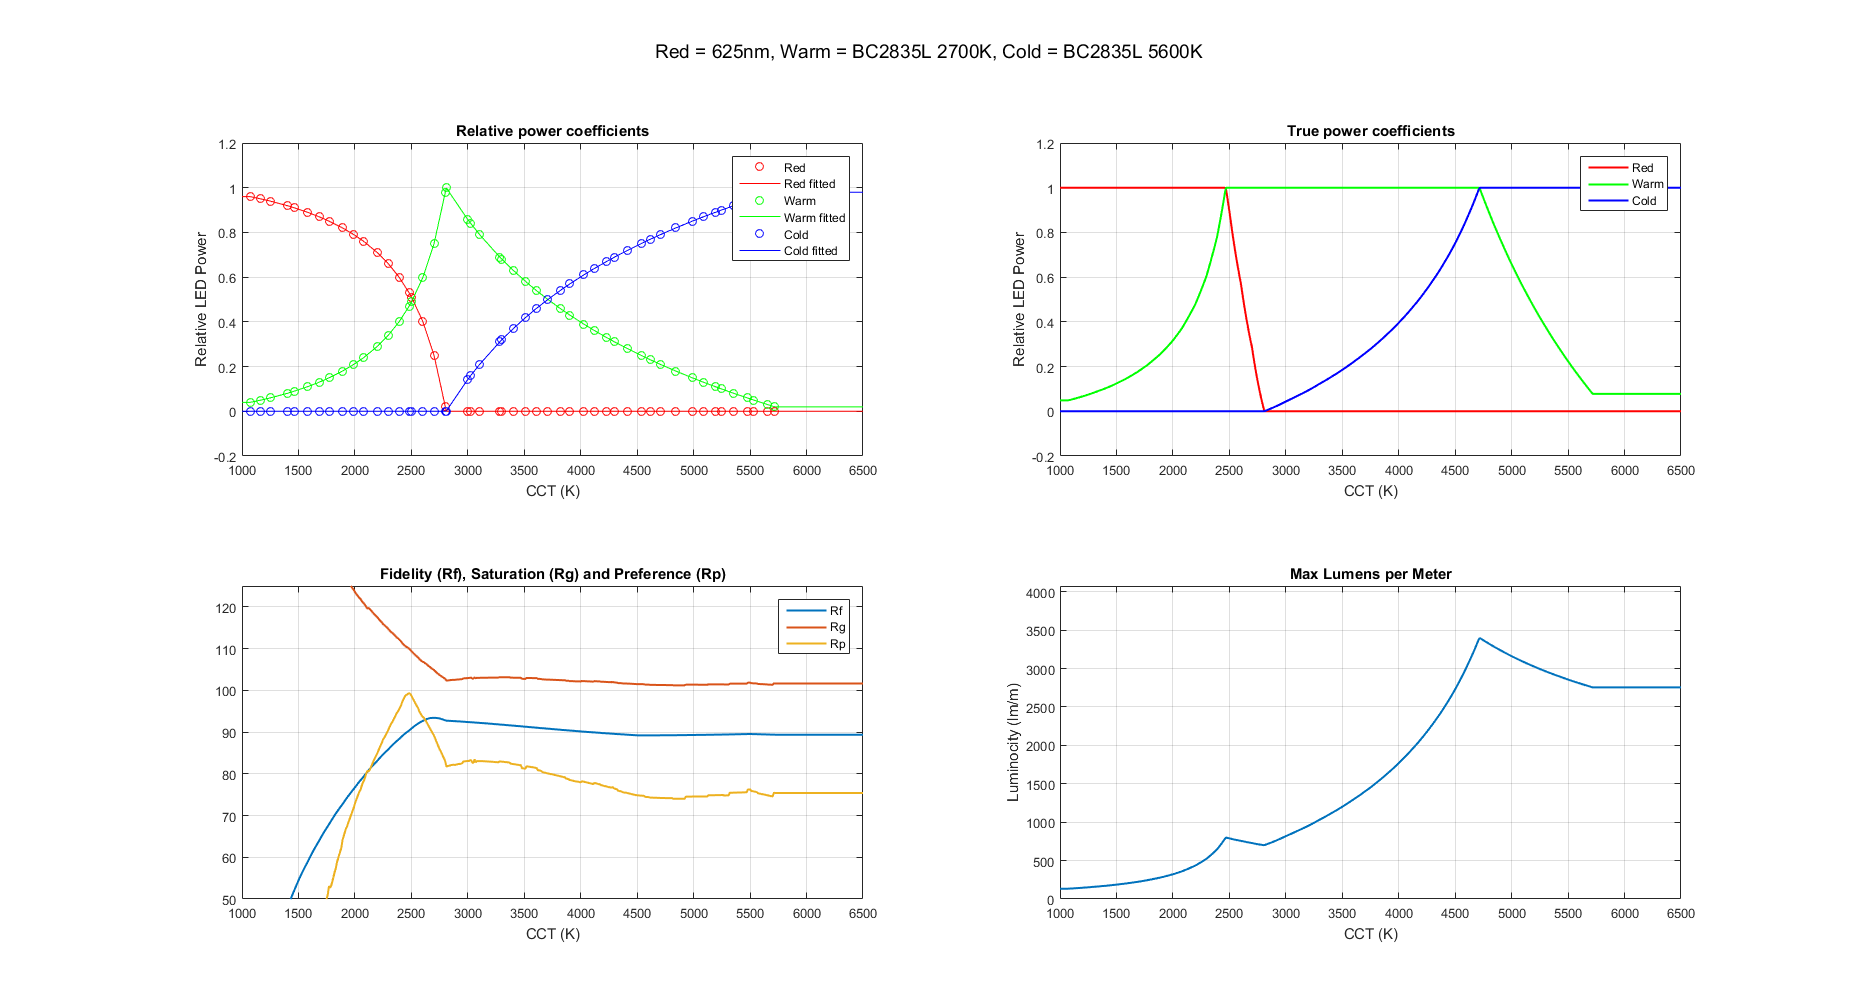 Red = 625nm, Warm = BC2835L 2700K, Cold = BC2835L 5600K
Relative power coefficients
1.2
1
0.8
0.6
0.4
0.2
0
-0.2
Relative LED Power
1000 1500 2000 2500 3000 3500 4000 4500 5000 5500 6000 6500
CCT (K)
Red
Red fitted
Warm
Warm fitted
Cold
Cold fitted
True power coefficients
1.2
1
0.8
0.6
0.4
0.2
0
-0.2
Relative LED Power
1000 1500 2000 2500 3000 3500 4000 4500 5000 5500 6000 6500
CCT (K)
Red
Warm
Cold
Fidelity (Rf), Saturation (Rg) and Preference (Rp)
120
110
100
90
80
70
60
50
1000 1500 2000 2500 3000 3500 4000 4500 5000 5500 6000 6500
CCT (K)
Rf
Rg
Rp
Max Lumens per Meter
4000
3500
3000
2500
2000
1500
1000
500
0
Luminocity (lm/m)
1000 1500 2000 2500 3000 3500 4000 4500 5000 5500 6000 6500
CCT (K)